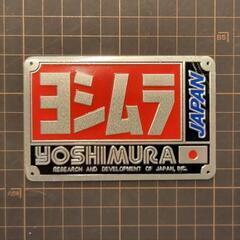 ヨシムラ
JAPAN
YOSHIMURA
RESEARCH AND DEVELOPMENT OF JAPAN, INC.